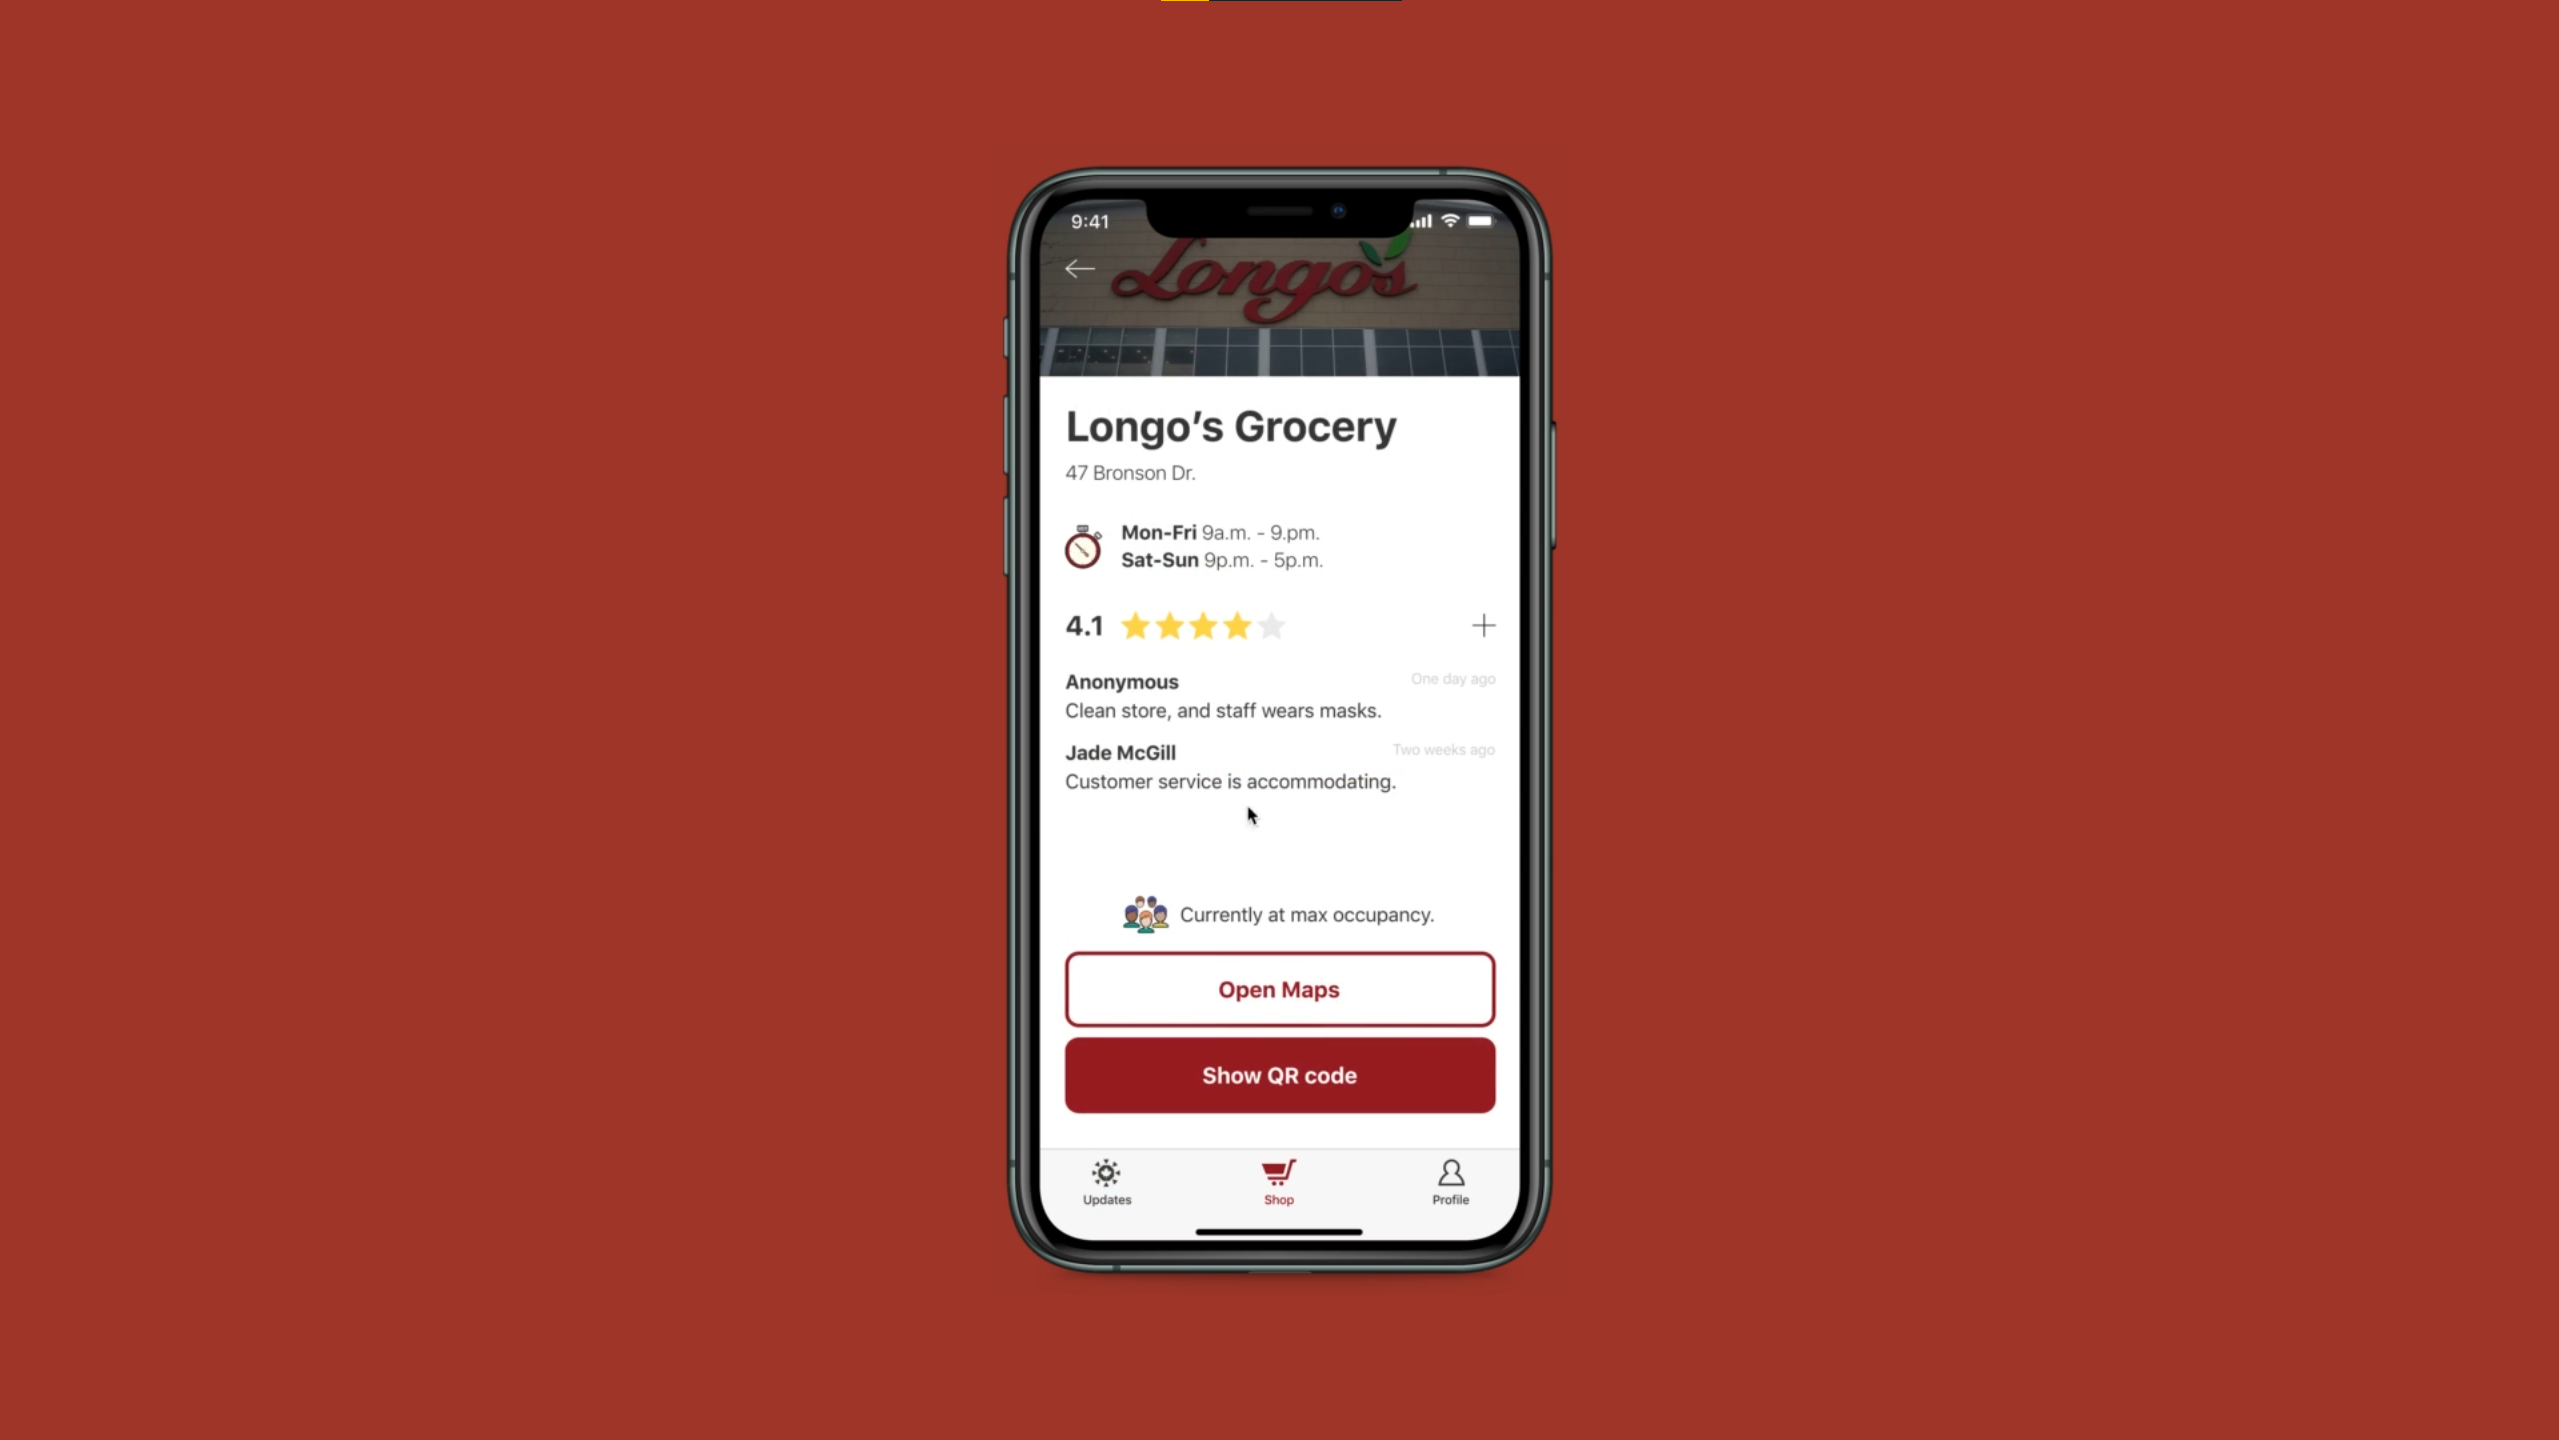 9:41
Longo's
Longo’s Grocery
47 Bronson Dr.
Mon-Fri 9a.m. - 9.pm.
Sat-Sun 9p.m. - 5p.m.
4.1
Anonymous One day ago
Clean store, and staff wears masks.
Jade McGill Two weeks ago
Customer service is accommodating.
Currently at max occupancy.
Open Maps
Show QR code
Updates Shop Profile